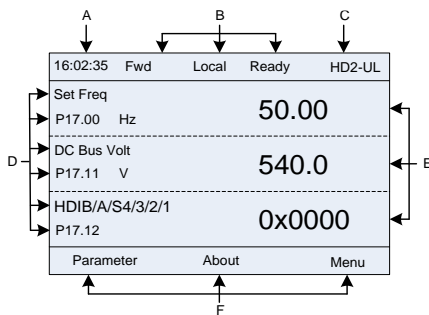 A B C
16:02:35 Fwd Local Ready HD2-UL
Set Freq
P17.00 Hz 50.00
DC Bus Volt
P17.11 V 540.0
D E
HDIB/A/S4/3/2/1
P17.12 0x0000
Parameter About Menu
F